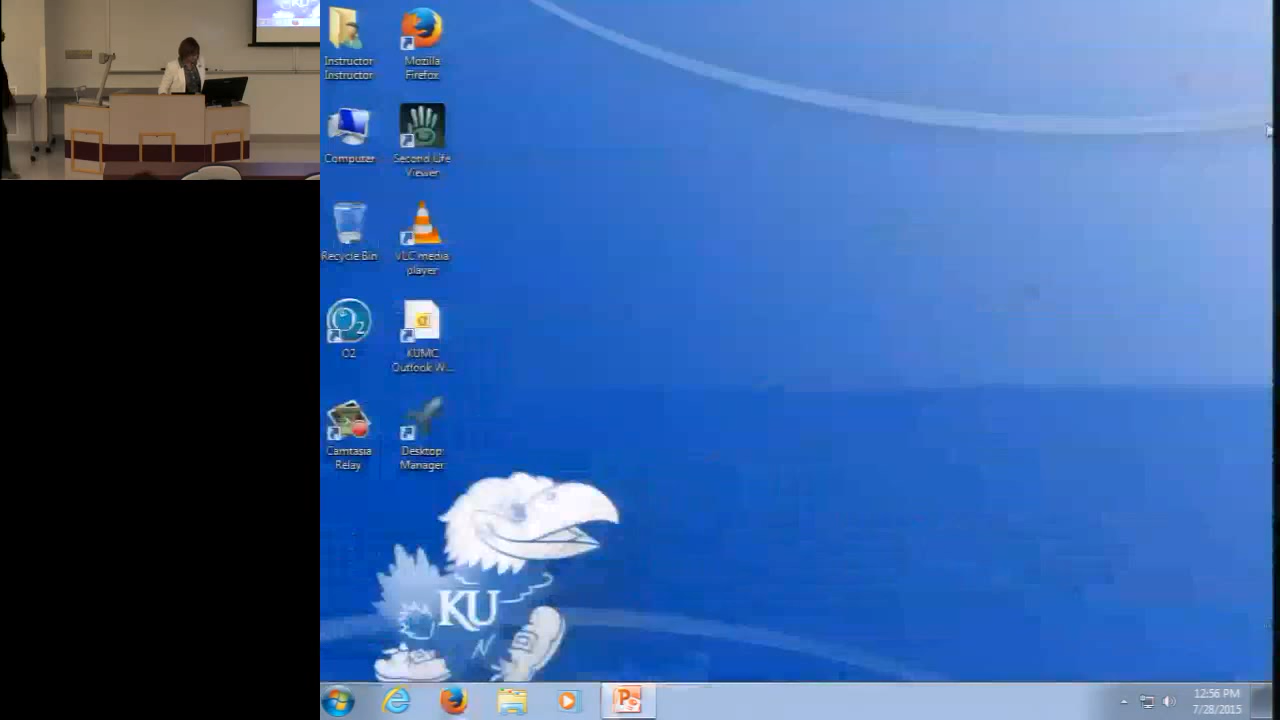 Instructor
Instructor
Mozilla
Firefox
Computer
Second Life
Viewer
Recycle Bin
VLC media
player
O2
O2
KUMC
Outlook W...
Camtasia
Relay
Desktop
Manager
KU
12:56 PM
7/28/2015